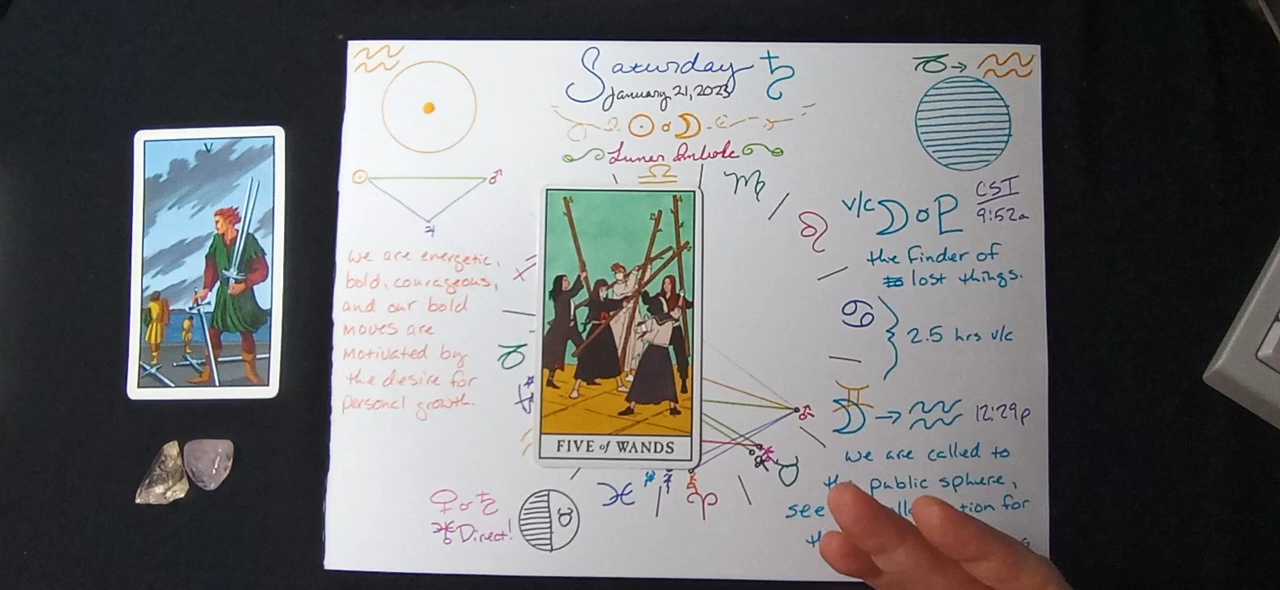 Saturday
January 21, 2023
Lunar
We are energetic,
bold, courageous,
and our bold
moves are
motivated by
the desire for
personal growth.
Direct!
V
FIVE of WANDS
CST
v/c
9:52a
the finder of
lost things.
2.5 hrs v/c
12:29p
we are called to
public sphere,
see
for